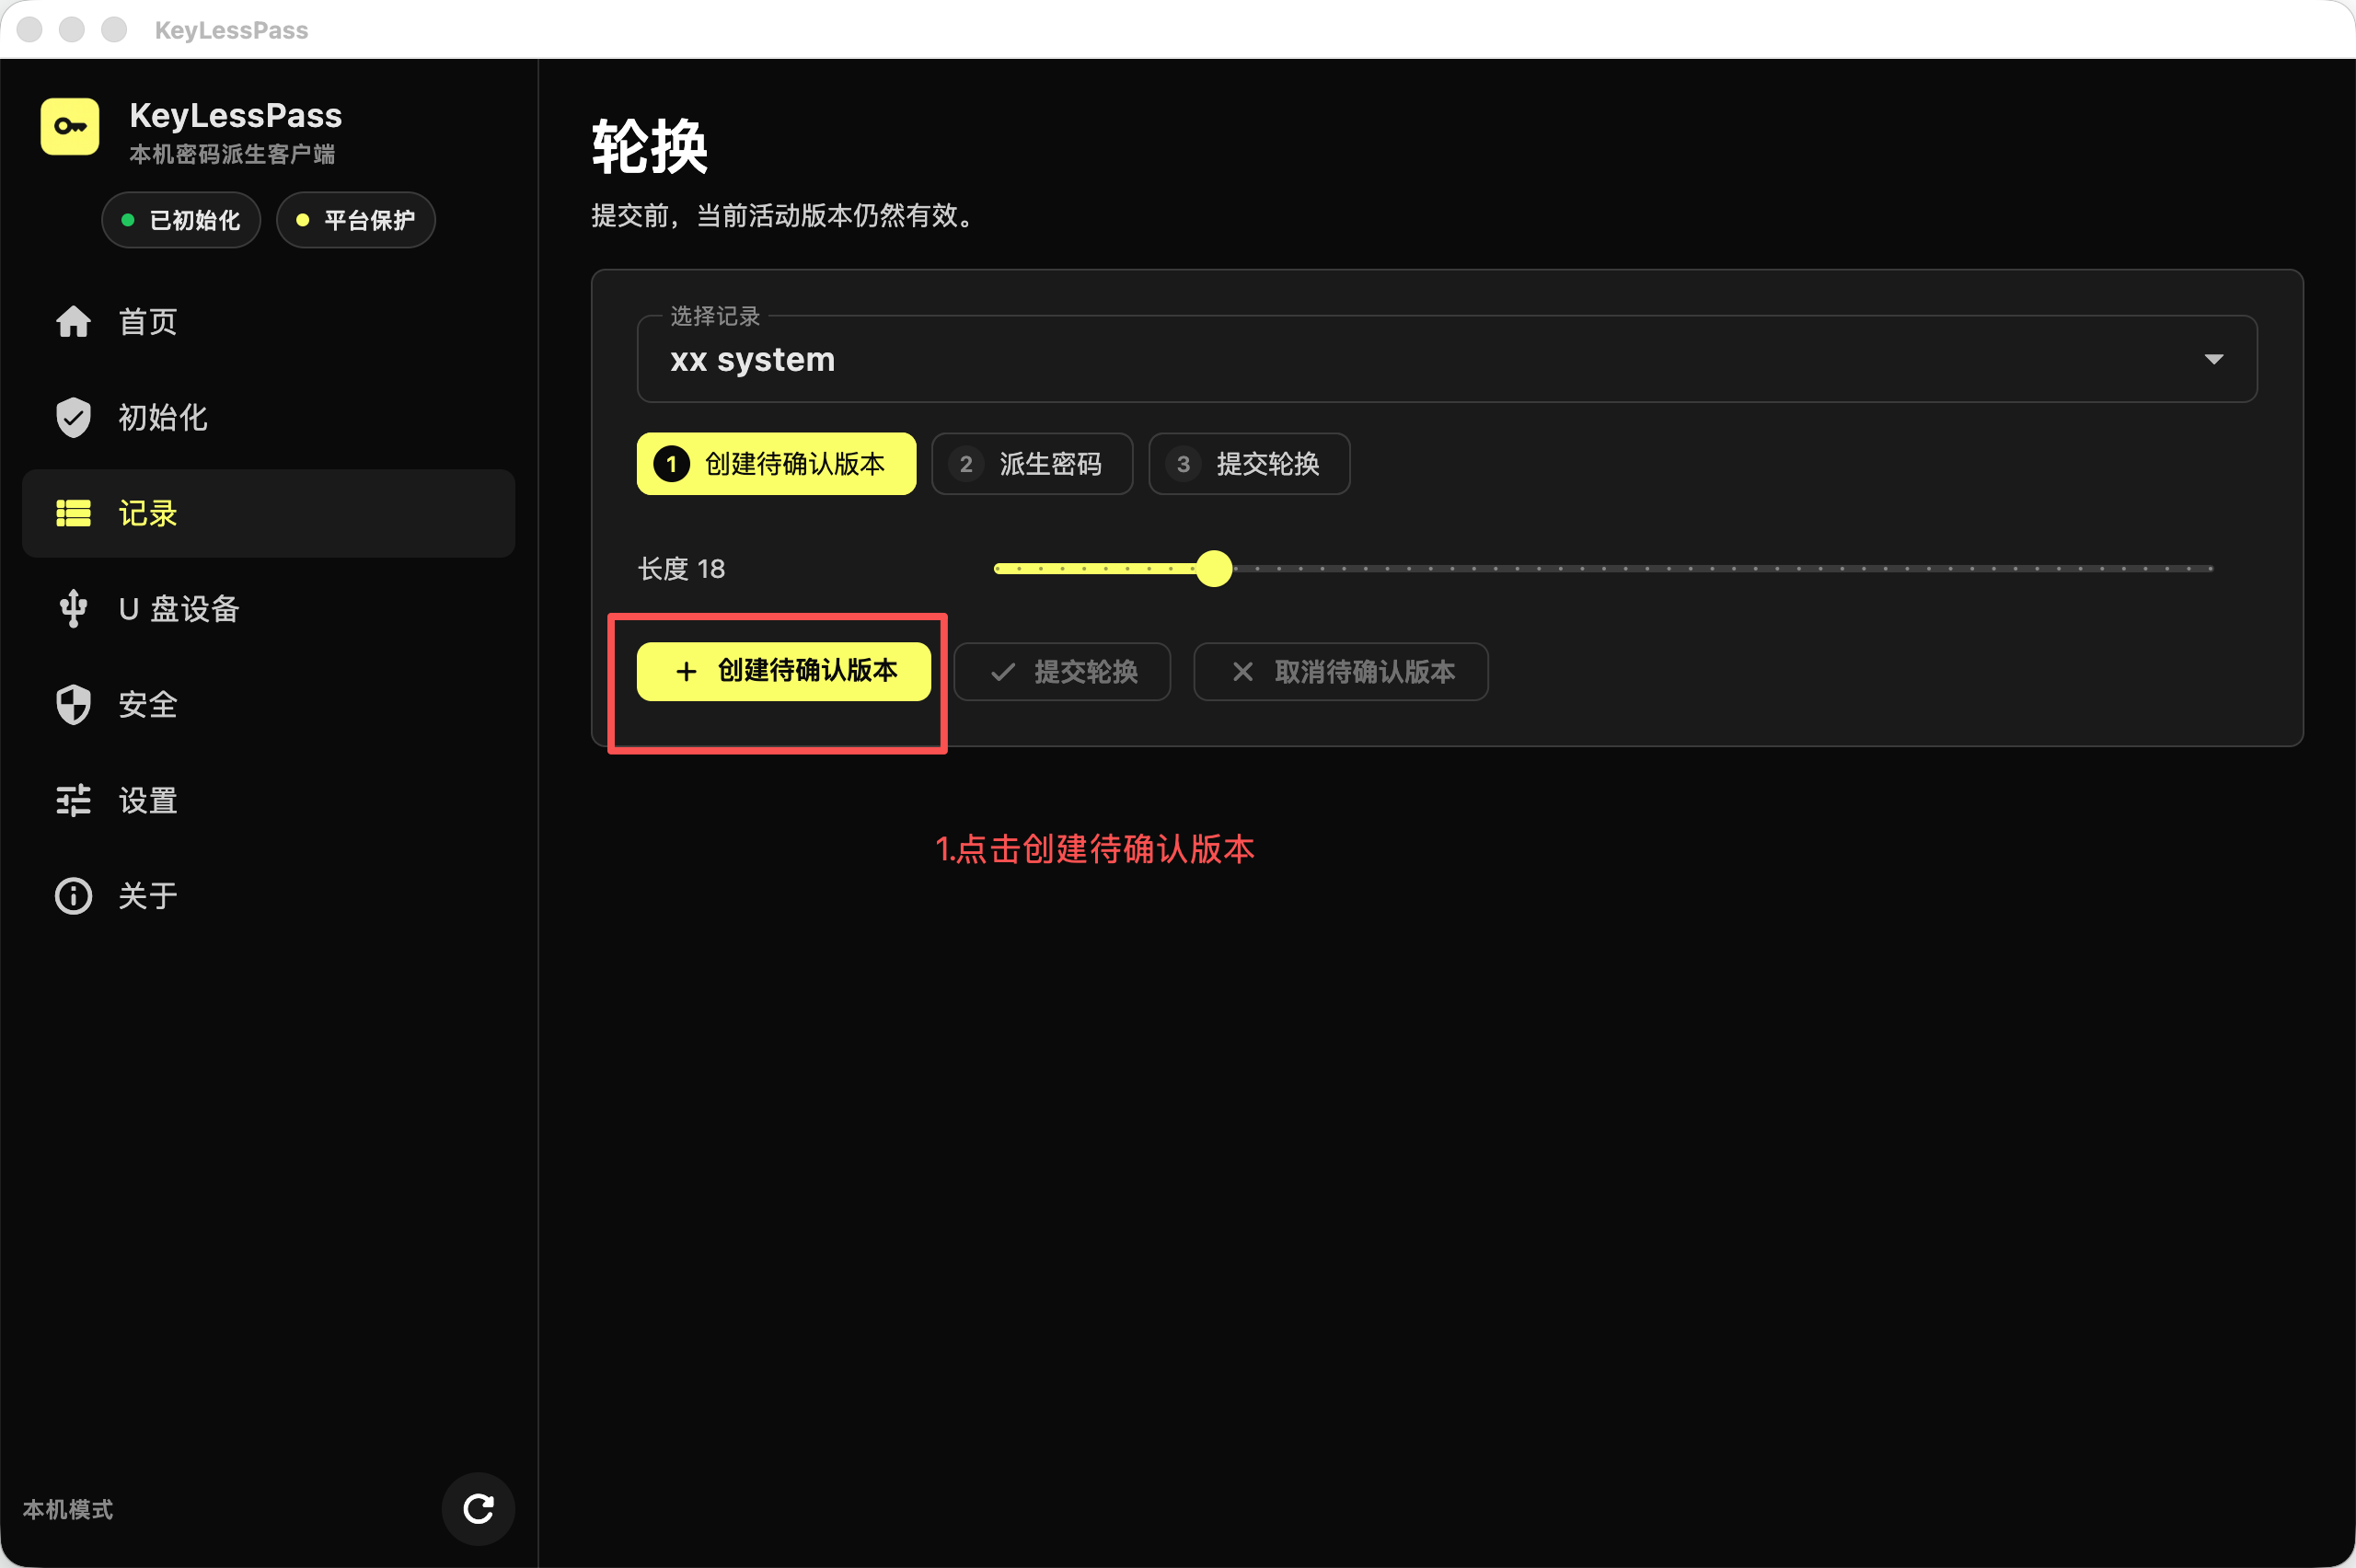 KeyLessPass
KeyLessPass
本机密码派生客户端
已初始化
平台保护
首页
初始化
记录
U 盘设备
安全
设置
关于
本机模式
轮换
提交前，当前活动版本仍然有效。
选择记录
xx system
1 创建待确认版本
2 派生密码
3 提交轮换
长度 18
创建待确认版本
提交轮换
取消待确认版本
1.点击创建待确认版本